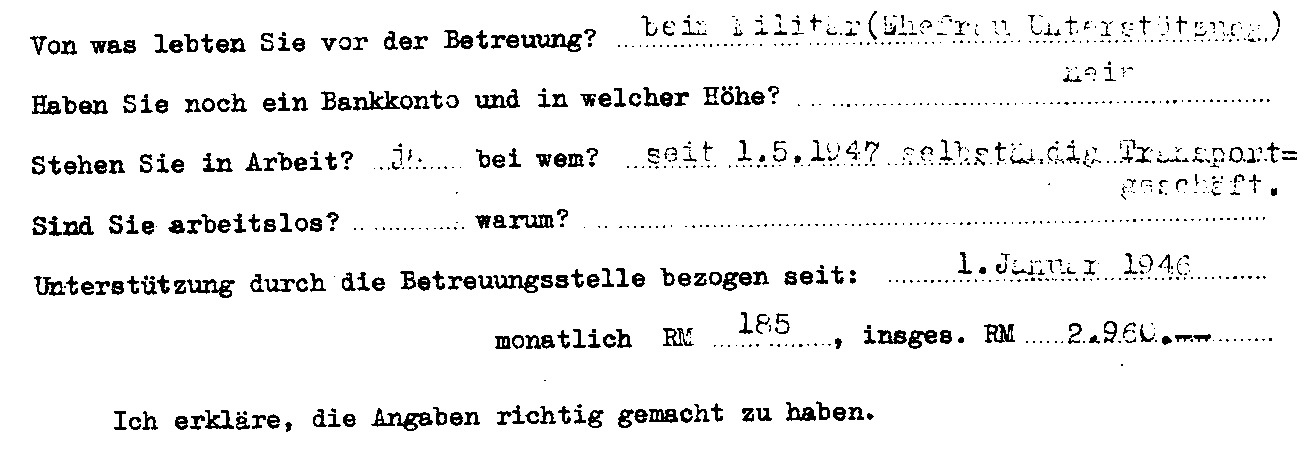 Von was lebten Sie vor der Betreuung? beim Militär(Ehefrau Unterstützung)
Haben Sie noch ein Bankkonto und in welcher Höhe? nein
Stehen Sie in Arbeit? ja bei wem? seit 1.5.1947 selbständig Transport=
geschäft.
Sind Sie arbeitslos? warum?
Unterstützung durch die Betreuungsstelle bezogen seit: 1.Januar 1946
monatlich RM 185, insges. RM 2.960.--
Ich erkläre, die Angaben richtig gemacht zu haben.